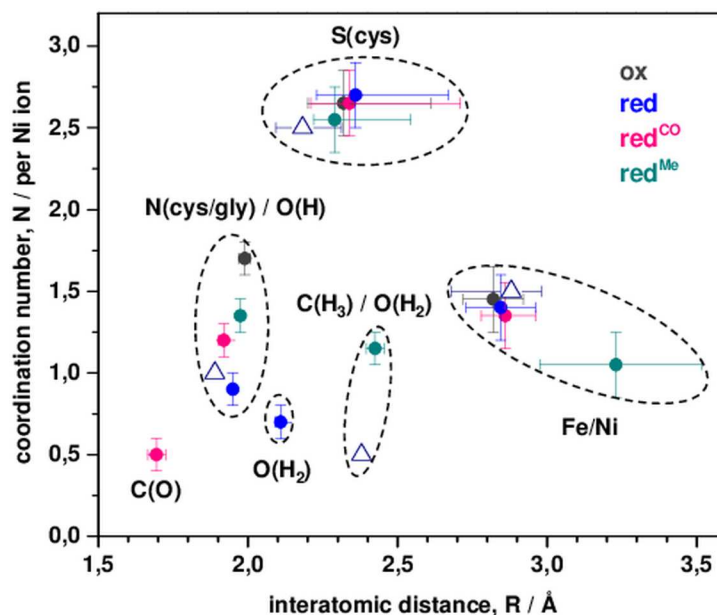 S(cys)
ox
red
red^CO
red^Me
N(cys/gly) / O(H)
C(H₃) / O(H₂)
Fe/Ni
O(H₂)
C(O)
coordination number, N / per Ni ion
3,0
2,5
2,0
1,5
1,0
0,5
0,0
1,5 2,0 2,5 3,0 3,5
interatomic distance, R / Å